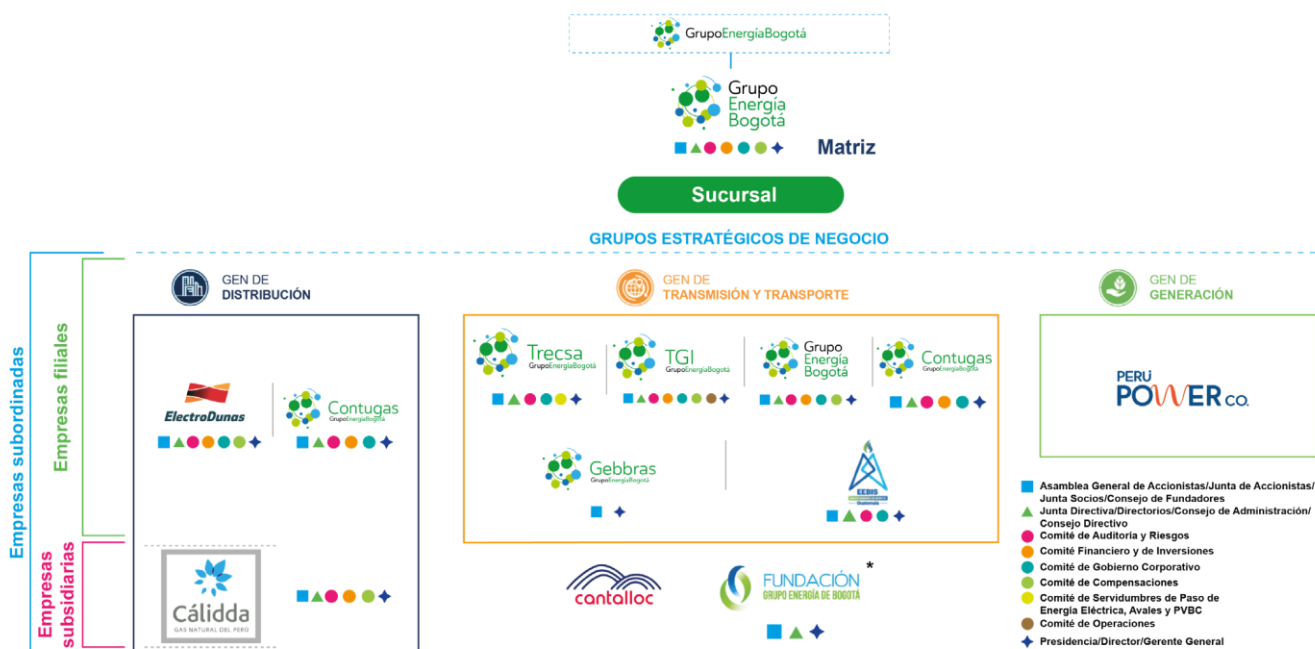 GrupoEnergíaBogotá
Grupo
Energía
Bogotá
Matriz
Sucursal
GRUPOS ESTRATÉGICOS DE NEGOCIO
Empresas subordinadas
Empresas filiales
Empresas
subsidiarias
GEN DE
DISTRIBUCIÓN
GEN DE
TRANSMISIÓN Y TRANSPORTE
GEN DE
GENERACIÓN
ElectroDunas
Contugas
GrupoEnergíaBogotá
Trecsa
GrupoEnergíaBogotá
TGI
GrupoEnergíaBogotá
Grupo
Energía
Bogotá
Contugas
GrupoEnergíaBogotá
PERÚ
POWER CO.
Gebbras
GrupoEnergíaBogotá
EEBIS
Guatemala
Cálidda
GAS NATURAL DEL PERÚ
cantalloc
FUNDACIÓN *
GRUPO ENERGÍA DE BOGOTÁ
Asamblea General de Accionistas/Junta de Accionistas/
Junta Socios/Consejo de Fundadores
Junta Directiva/Directorios/Consejo de Administración/
Consejo Directivo
Comité de Auditoría y Riesgos
Comité Financiero y de Inversiones
Comité de Gobierno Corporativo
Comité de Compensaciones
Comité de Servidumbres de Paso de
Energía Eléctrica, Avales y PVBC
Comité de Operaciones
Presidencia/Director/Gerente General